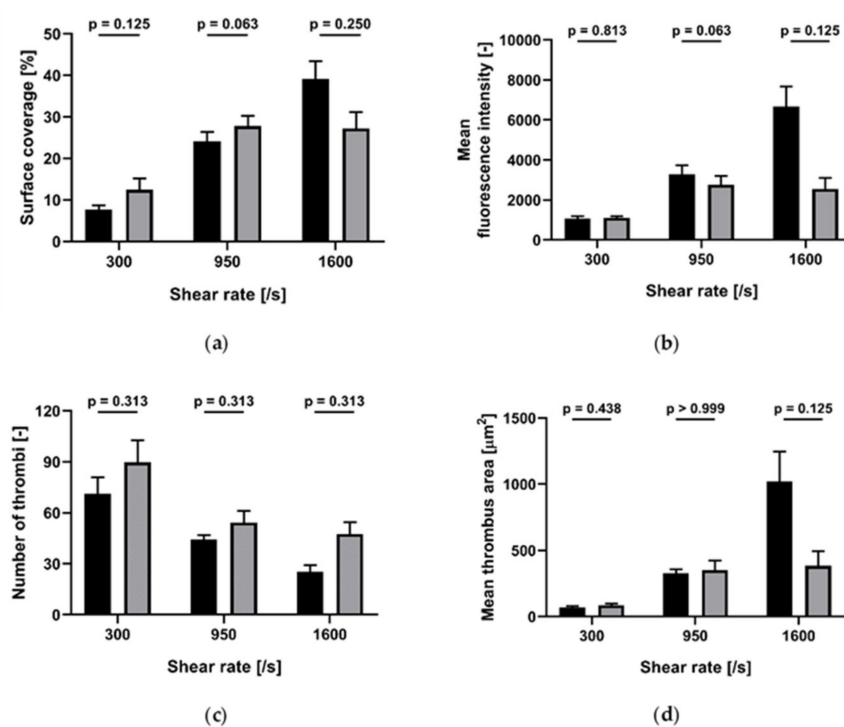 p = 0.125 p = 0.063 p = 0.250
Surface coverage [%]
50
40
30
20
10
0
300 950 1600
Shear rate [/s]
(a)
p = 0.813 p = 0.063 p = 0.125
Mean
fluorescence intensity [-]
10000
8000
6000
4000
2000
0
300 950 1600
Shear rate [/s]
(b)
p = 0.313 p = 0.313 p = 0.313
Number of thrombi [-]
120
90
60
30
0
300 950 1600
Shear rate [/s]
(c)
p = 0.438 p > 0.999 p = 0.125
Mean thrombus area [μm²]
1500
1000
500
0
300 950 1600
Shear rate [/s]
(d)